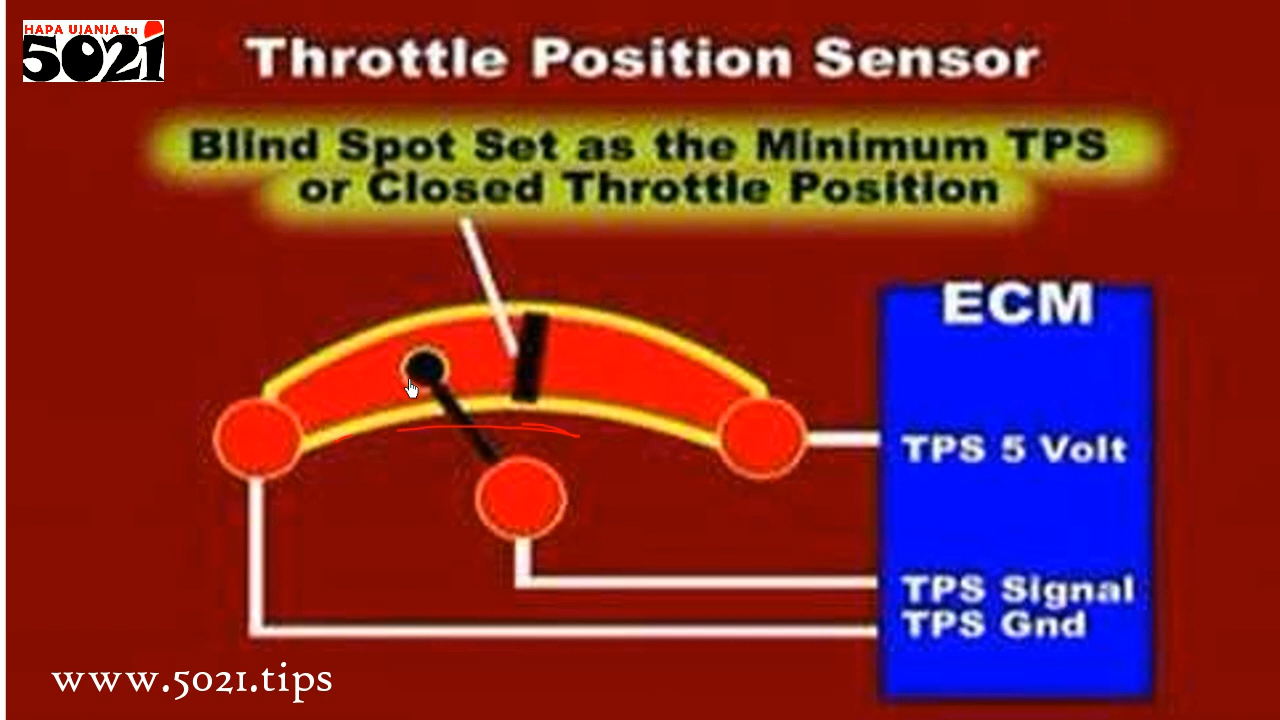 HAPA UJANJA tu
5021
Throttle Position Sensor
Blind Spot Set as the Minimum TPS
or Closed Throttle Position
ECM
TPS 5 Volt
TPS Signal
TPS Gnd
www.5021.tips